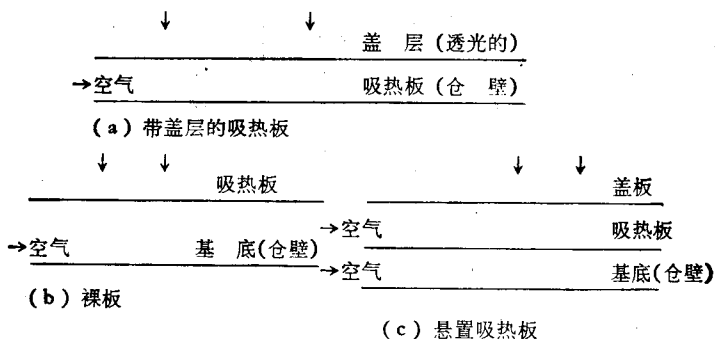 盖 层(透光的)
→空气 吸热板(仓 壁)
(a)带盖层的吸热板
吸热板
→空气 基 底(仓壁)
(b)裸板
盖板
→空气 吸热板
→空气 基底(仓壁)
(c)悬置吸热板